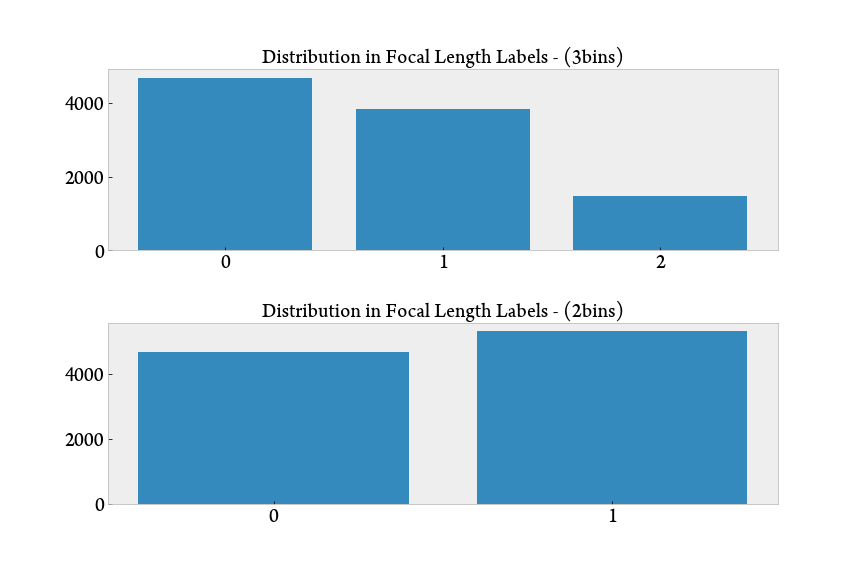 Distribution in Focal Length Labels - (3bins)
4000
2000
0
0 1 2
Distribution in Focal Length Labels - (2bins)
4000
2000
0
0 1